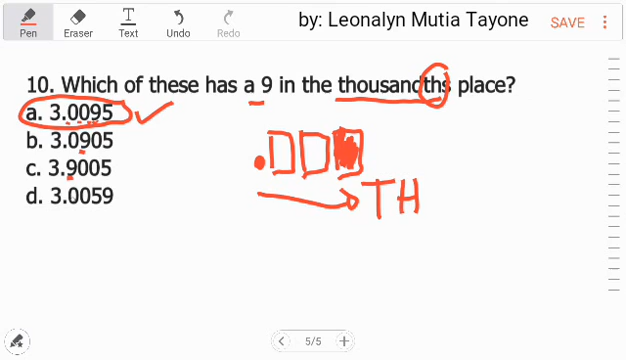 by: Leonalyn Mutia Tayone
Pen Eraser Text Undo Redo SAVE
10. Which of these has a 9 in the thousandths place?
a. 3.0095
b. 3.0905
c. 3.9005
d. 3.0059
TH
5/5